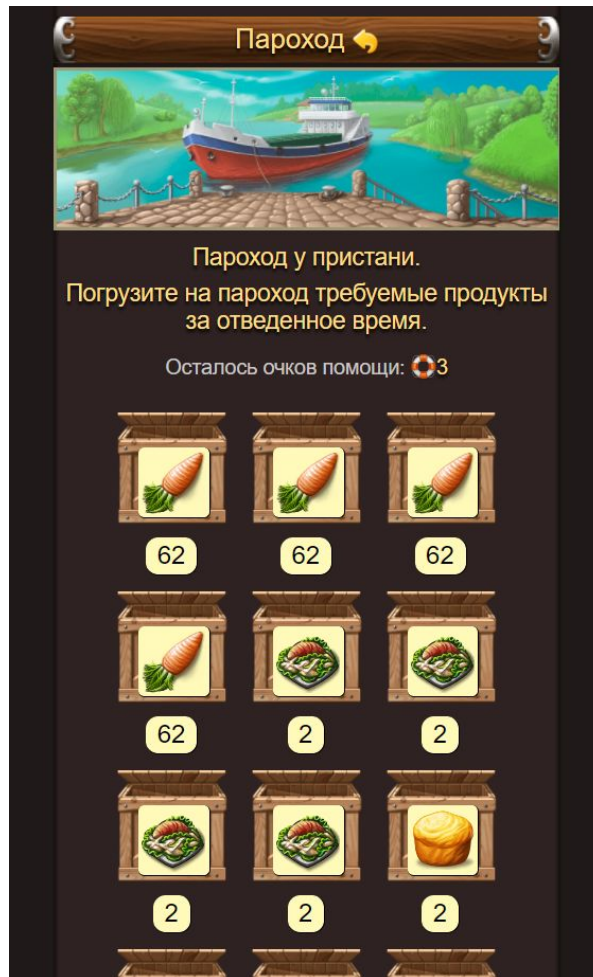 Пароход
Пароход у пристани.
Погрузите на пароход требуемые продукты
за отведенное время.
Осталось очков помощи: 3
62 62 62
62 2 2
2 2 2